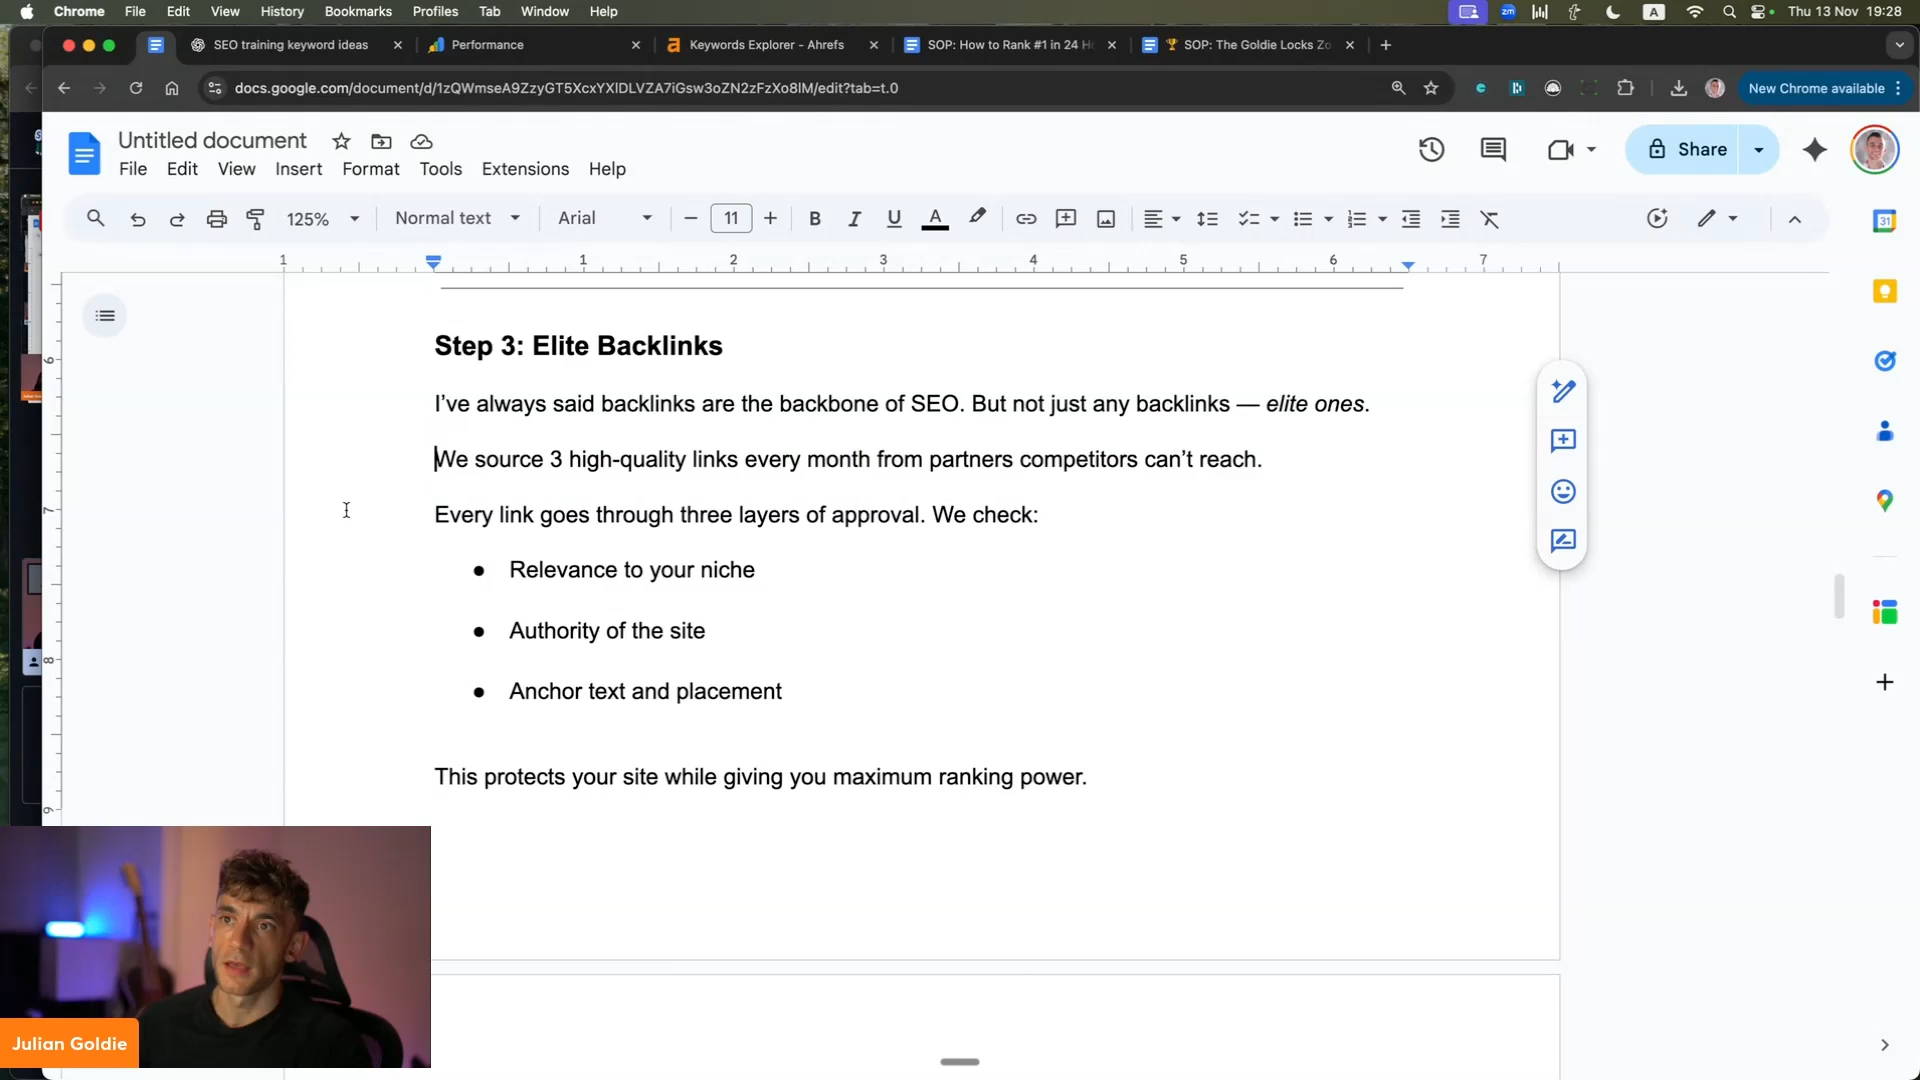 Chrome File Edit View History Bookmarks Profiles Tab Window Help
zm A Thu 13 Nov 19:28
SEO training keyword ideas Performance Keywords Explorer - Ahrefs SOP: How to Rank #1 in 24 H SOP: The Goldie Locks Zo
docs.google.com/document/d/1zQWmseA9ZzyGT5XcxYXlDLVZA7iGsw3oZN2zFzXo8lM/edit?tab=t.0
New Chrome available
Untitled document
Share
File Edit View Insert Format Tools Extensions Help
125% Normal text Arial 11 B I U A
1 1 2 3 4 5 6 7
31
Step 3: Elite Backlinks
I’ve always said backlinks are the backbone of SEO. But not just any backlinks — elite ones.
We source 3 high-quality links every month from partners competitors can’t reach.
Every link goes through three layers of approval. We check:
● Relevance to your niche
● Authority of the site
● Anchor text and placement
This protects your site while giving you maximum ranking power.
6
7
8
9
Julian Goldie